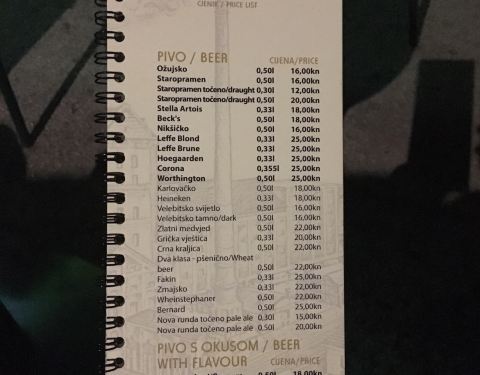 CJENIK / PRICE LIST
PIVO / BEER CIJENA/PRICE
Ožujsko 0,50l 16,00kn
Staropramen 0,50l 16,00kn
Staropramen točeno/draught 0,30l 12,00kn
Staropramen točeno/draught 0,50l 20,00kn
Stella Artois 0,33l 18,00kn
Beck's 0,50l 18,00kn
Nikšičko 0,50l 16,00kn
Leffe Blond 0,33l 25,00kn
Leffe Brune 0,33l 25,00kn
Hoegaarden 0,33l 25,00kn
Corona 0,355l 25,00kn
Worthington 0,50l 25,00kn
Karlovačko 0,50l 18,00kn
Heineken 0,33l 18,00kn
Velebitsko svijetlo 0,50l 16,00kn
Velebitsko tamno/dark 0,50l 16,00kn
Zlatni medvjed 0,50l 22,00kn
Grička vještica 0,33l 20,00kn
Crna kraljica 0,50l 22,00kn
Dva klasa - pšenično/Wheat
beer 0,50l 22,00kn
Fakin 0,33l 25,00kn
Zmajsko 0,33l 22,00kn
Wheinstephaner 0,50l 22,00kn
Bernard 0,50l 25,00kn
Nova runda točeno pale ale 0,30l 15,00kn
Nova runda točeno pale ale 0,50l 20,00kn
PIVO S OKUSOM / BEER
WITH FLAVOUR CIJENA/PRICE
0,50l 18,00kn